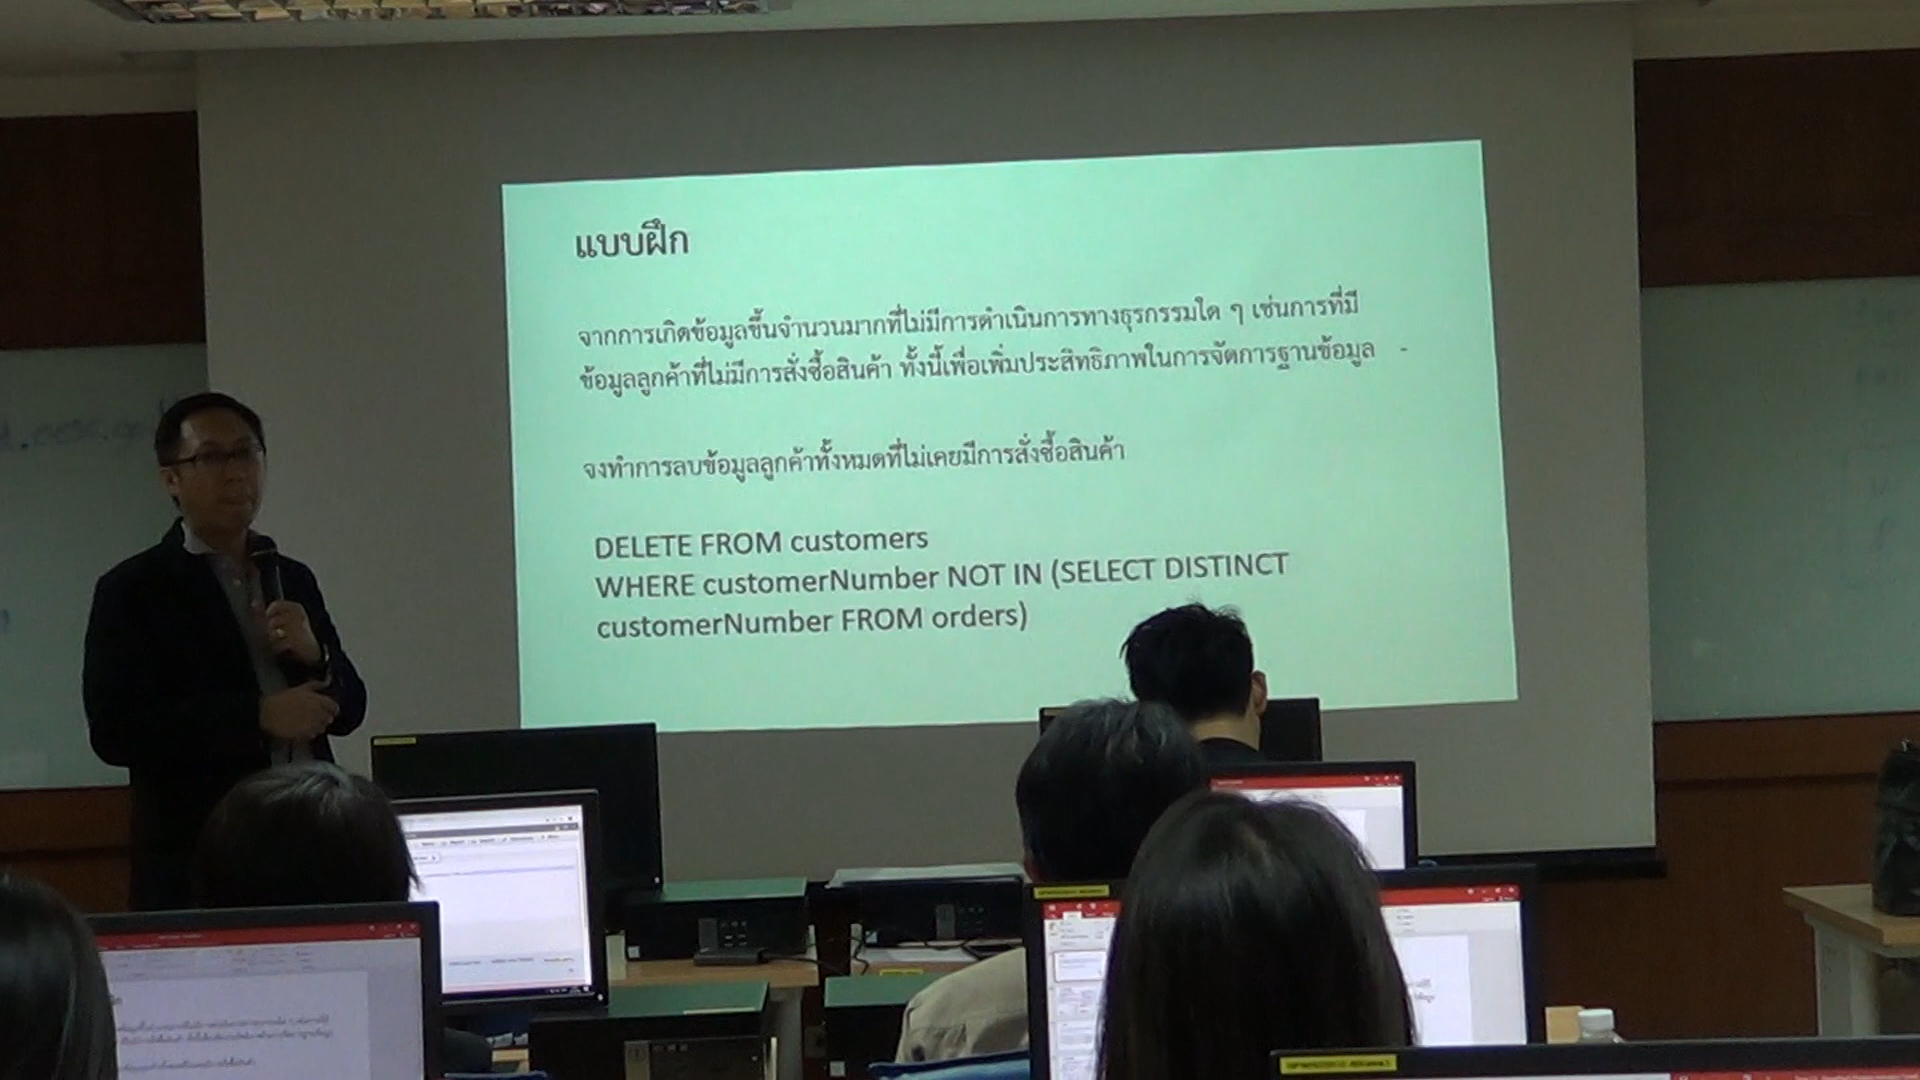 แบบฝึก
จากการเกิดข้อมูลขึ้นจำนวนมากที่ไม่มีการดำเนินการทางธุรกรรมใด ๆ เช่นการที่มี
ข้อมูลลูกค้าที่ไม่มีการสั่งซื้อสินค้า ทั้งนี้เพื่อเพิ่มประสิทธิภาพในการจัดการฐานข้อมูล -
จงทำการลบข้อมูลลูกค้าทั้งหมดที่ไม่เคยมีการสั่งซื้อสินค้า
DELETE FROM customers
WHERE customerNumber NOT IN (SELECT DISTINCT
customerNumber FROM orders)